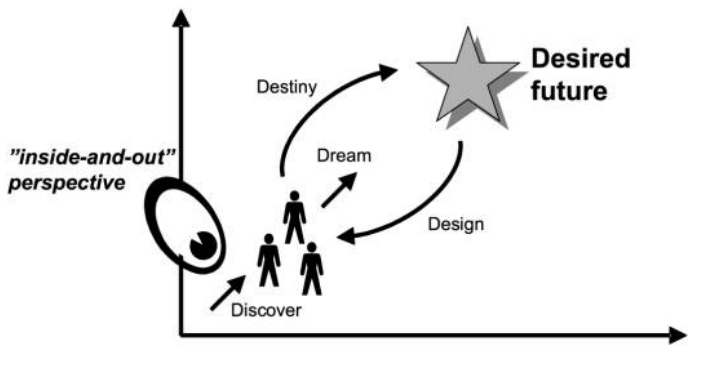 Desired
future
Destiny
Dream
”inside-and-out”
perspective
Design
Discover